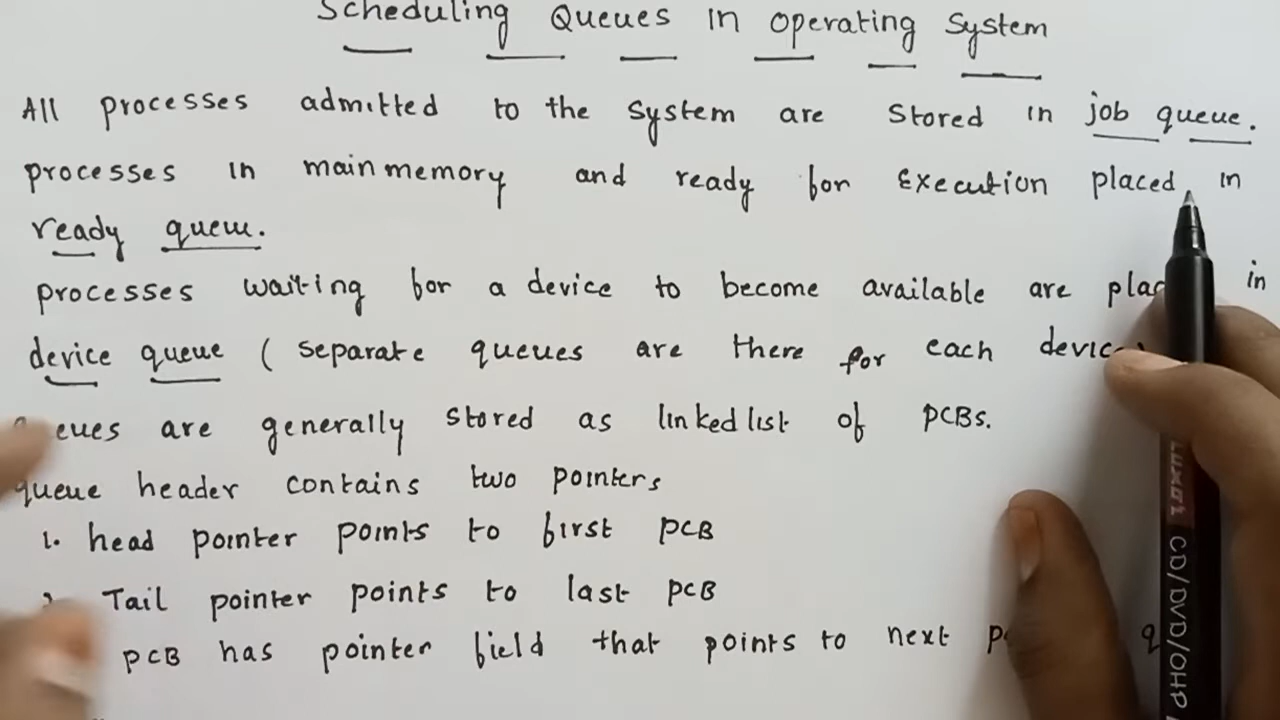 Scheduling Queues in operating System
All processes admitted to the system are stored in job queue.
processes in mainmemory and ready for Execution placed in
ready queue.
processes waiting for a device to become available are in
device queue ( separate queues are there for each
are generally stored as linkedlist of PCBs.
queue header contains two pointers
1. head pointer points to first PCB
Tail pointer points to last PCB
PCB has pointer field that points to next
LUXOR CD/DVD/OHP